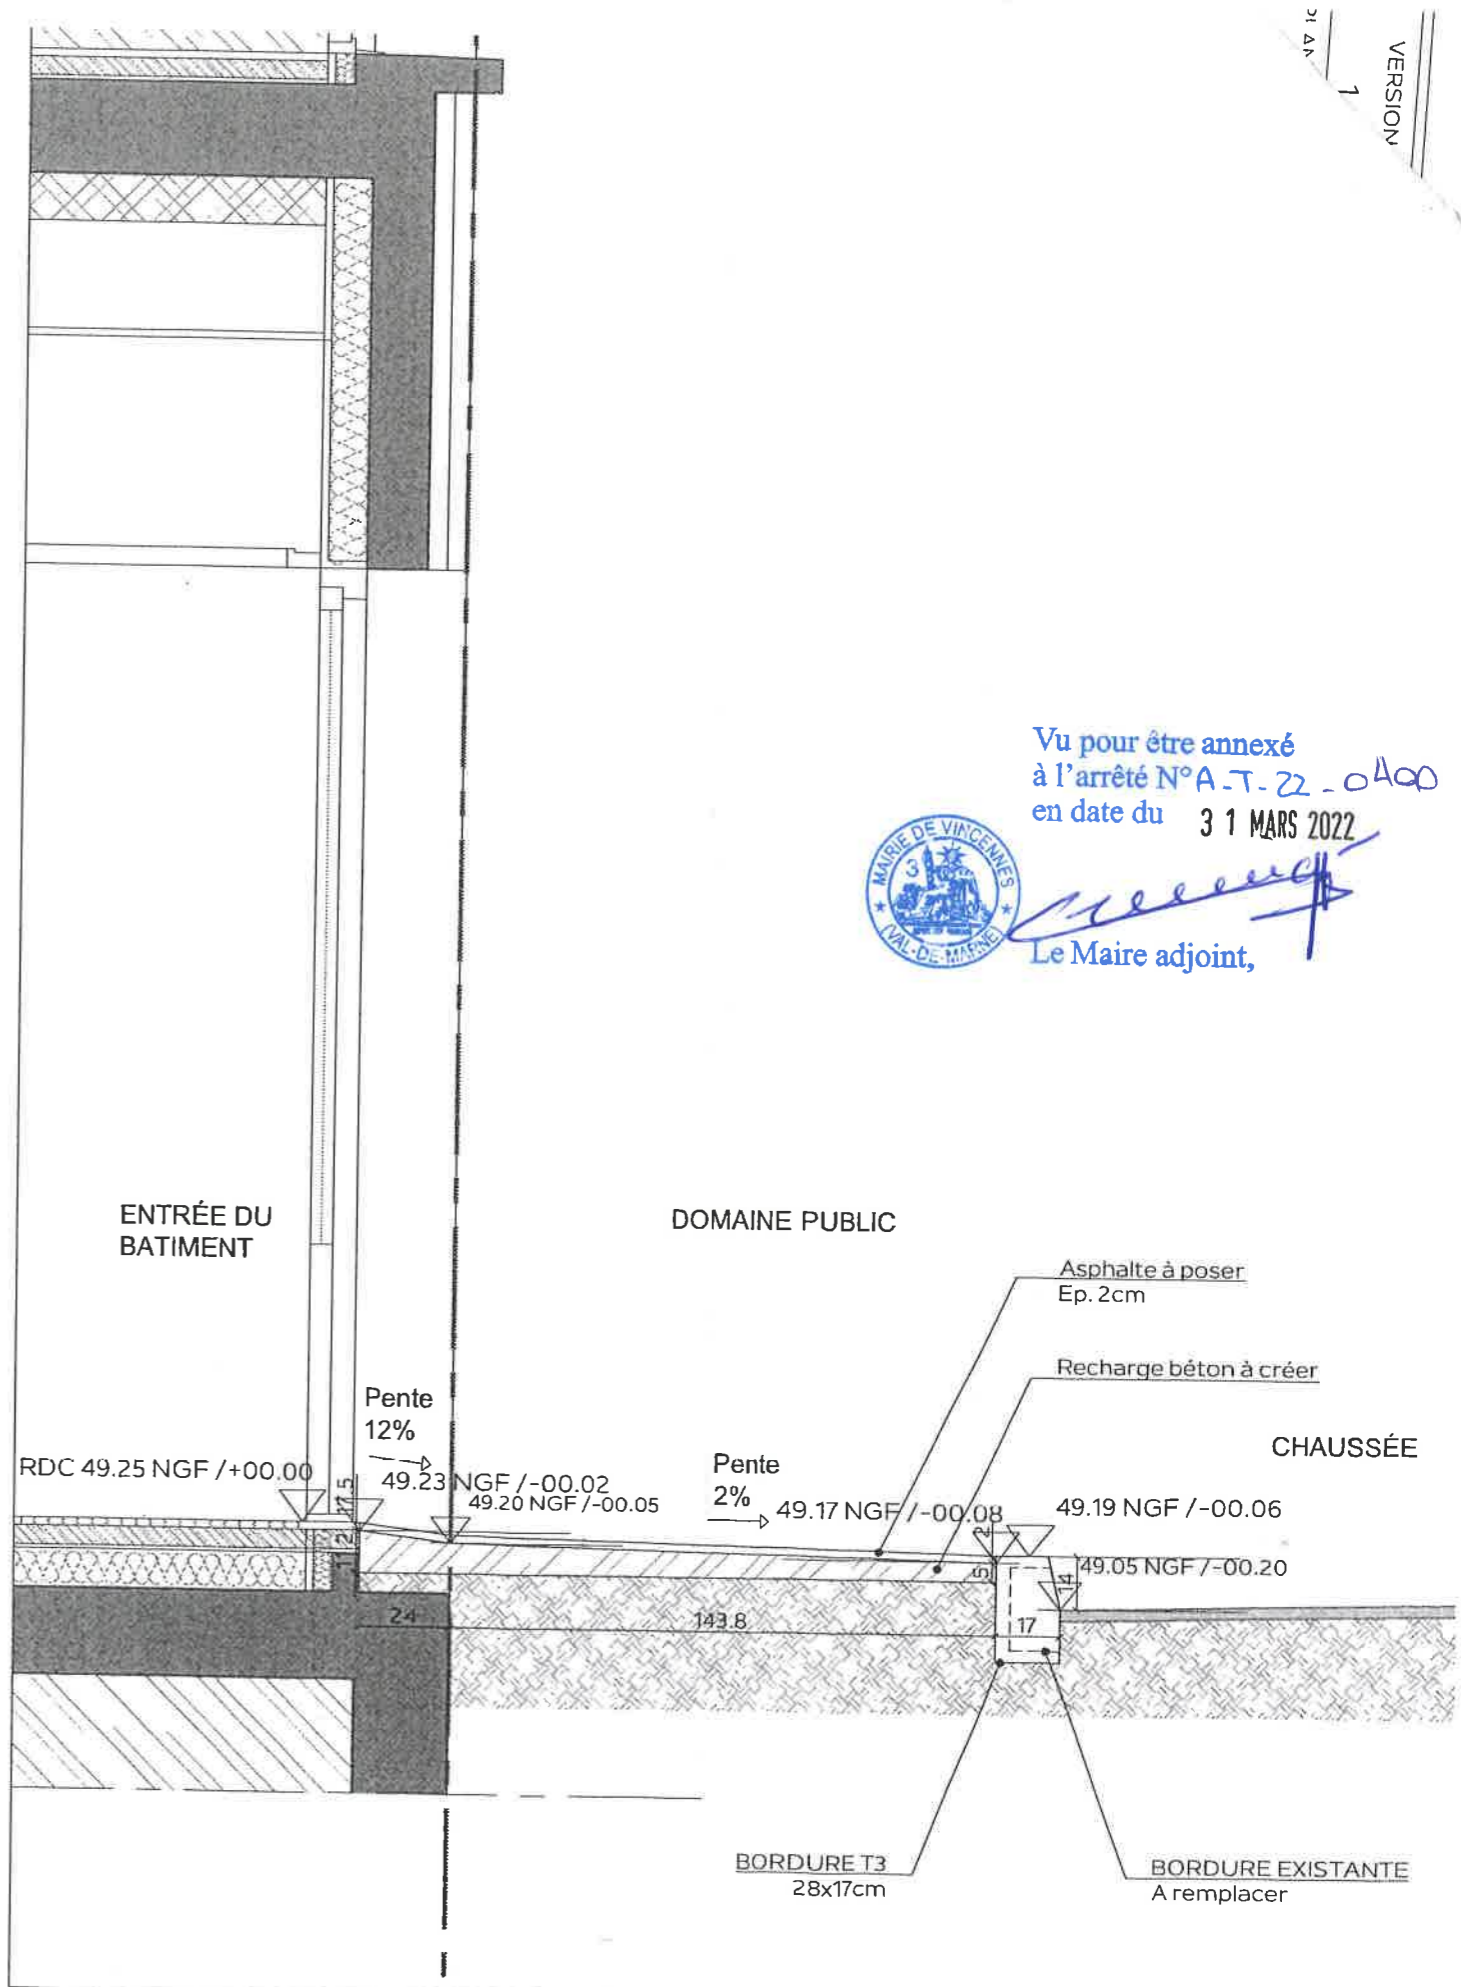 VERSION
1
Vu pour être annexé
à l'arrêté N° A-T-22-0400
en date du 31 MARS 2022
MAIRIE DE VINCENNES
(VAL-DE-MARNE)
Le Maire adjoint,
ENTRÉE DU
BATIMENT
DOMAINE PUBLIC
Asphalte à poser
Ep. 2cm
Recharge béton à créer
CHAUSSÉE
Pente
12%
Pente
2%
RDC 49.25 NGF /+00.00
49.23 NGF /-00.02
49.20 NGF /-00.05
49.17 NGF /-00.08
49.19 NGF /-00.06
49.05 NGF /-00.20
2
5
14
24
143.8
17
BORDURE T3
28x17cm
BORDURE EXISTANTE
A remplacer